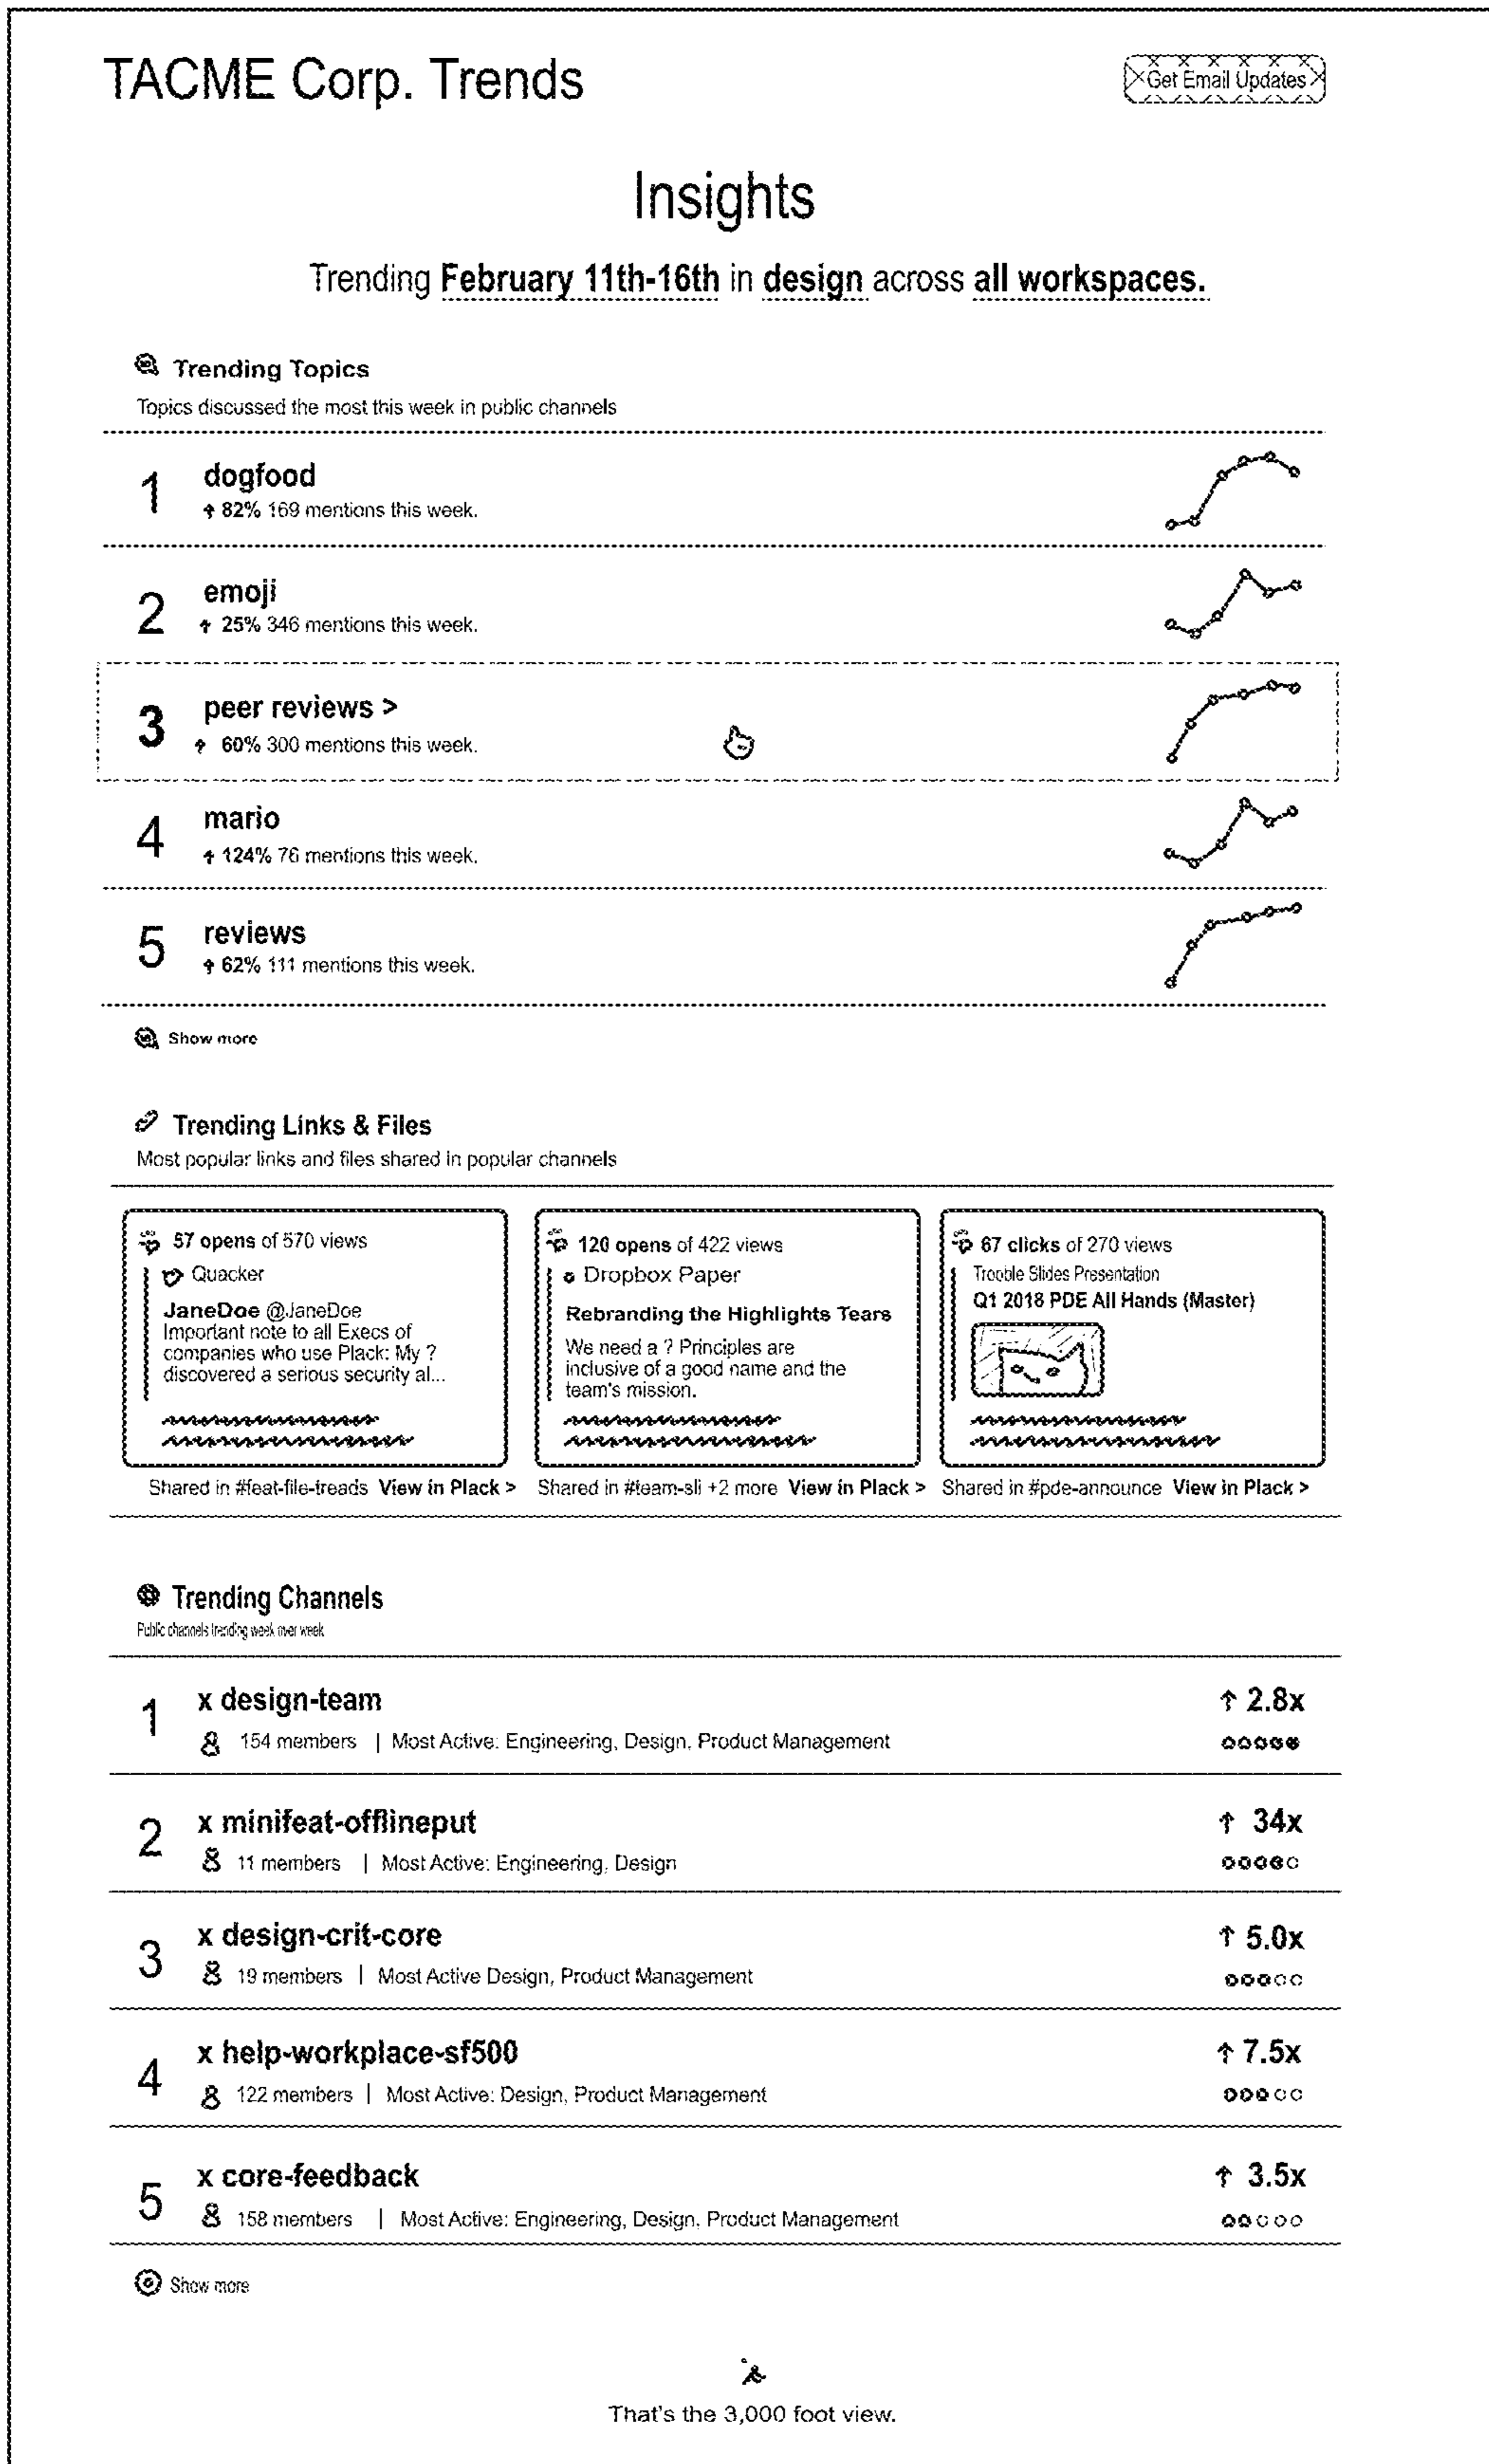 TACME Corp. Trends
Get Email Updates
Insights
Trending February 11th-16th in design across all workspaces.
Trending Topics
Topics discussed the most this week in public channels
1 dogfood
↑ 82% 169 mentions this week.
2 emoji
↑ 25% 346 mentions this week.
3 peer reviews >
↑ 60% 300 mentions this week.
4 mario
↑ 124% 76 mentions this week.
5 reviews
↑ 62% 111 mentions this week.
Show more
Trending Links & Files
Most popular links and files shared in popular channels
57 opens of 570 views
Quacker
JaneDoe @JaneDoe
Important note to all Execs of
companies who use Plack: My ?
discovered a serious security al...
Shared in #feat-file-treads View in Plack >
120 opens of 422 views
Dropbox Paper
Rebranding the Highlights Tears
We need a ? Principles are
inclusive of a good name and the
team's mission.
Shared in #team-sli +2 more View in Plack >
67 clicks of 270 views
Trooble Slides Presentation
Q1 2018 PDE All Hands (Master)
Shared in #pde-announce View in Plack >
Trending Channels
Public channels trending week over week
1 x design-team ↑ 2.8x
154 members | Most Active: Engineering, Design, Product Management
2 x minifeat-offlineput ↑ 34x
11 members | Most Active: Engineering, Design
3 x design-crit-core ↑ 5.0x
19 members | Most Active Design, Product Management
4 x help-workplace-sf500 ↑ 7.5x
122 members | Most Active: Design, Product Management
5 x core-feedback ↑ 3.5x
158 members | Most Active: Engineering, Design, Product Management
Show more
That's the 3,000 foot view.